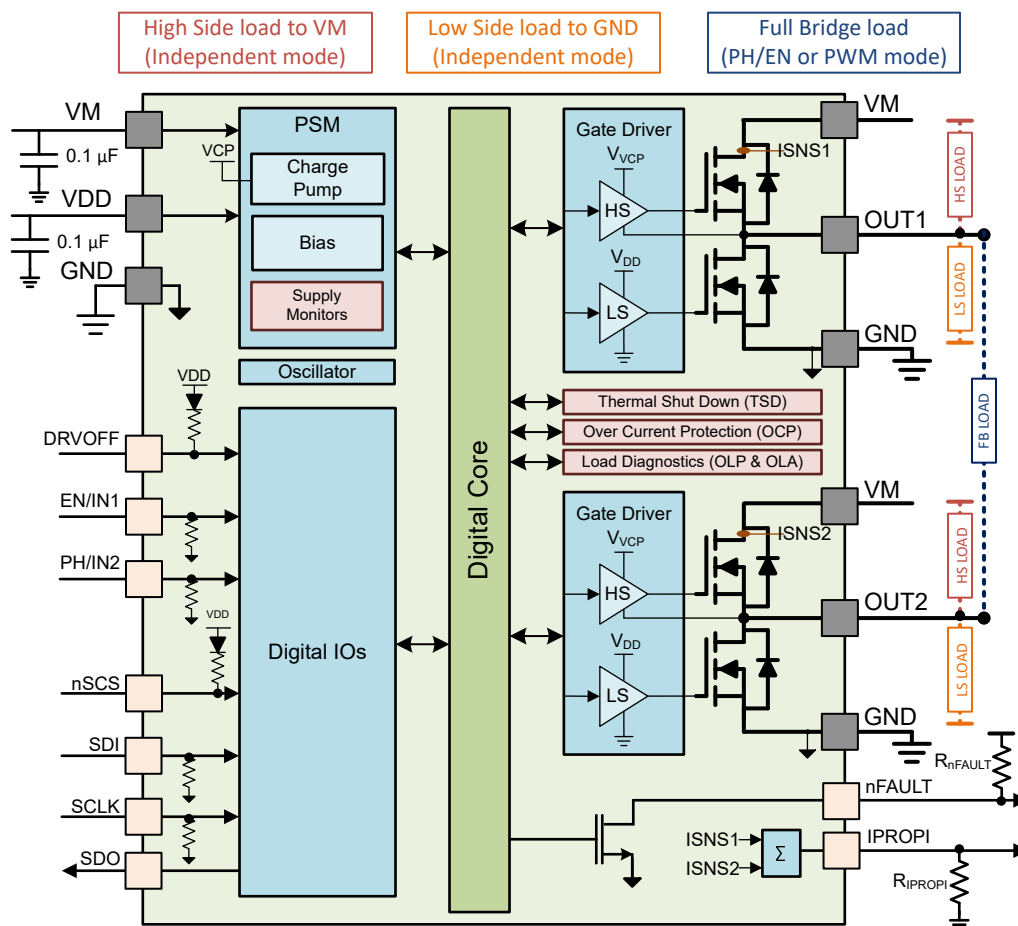 High Side load to VM
(Independent mode)
Low Side load to GND
(Independent mode)
Full Bridge load
(PH/EN or PWM mode)
VM
0.1 µF
VDD
0.1 µF
GND
PSM
VCP
Charge
Pump
Bias
Supply
Monitors
Oscillator
VDD
DRVOFF
EN/IN1
PH/IN2
VDD
nSCS
SDI
SCLK
SDO
Digital IOs
Digital Core
Gate Driver
VVCP
HS
VDD
LS
ISNS1
VM
OUT1
GND
HS LOAD
LS LOAD
FB LOAD
Thermal Shut Down (TSD)
Over Current Protection (OCP)
Load Diagnostics (OLP & OLA)
Gate Driver
VVCP
HS
VDD
LS
ISNS2
VM
OUT2
GND
HS LOAD
LS LOAD
RnFAULT
nFAULT
ISNS1
ISNS2
Σ
IPROPI
RIPROPI